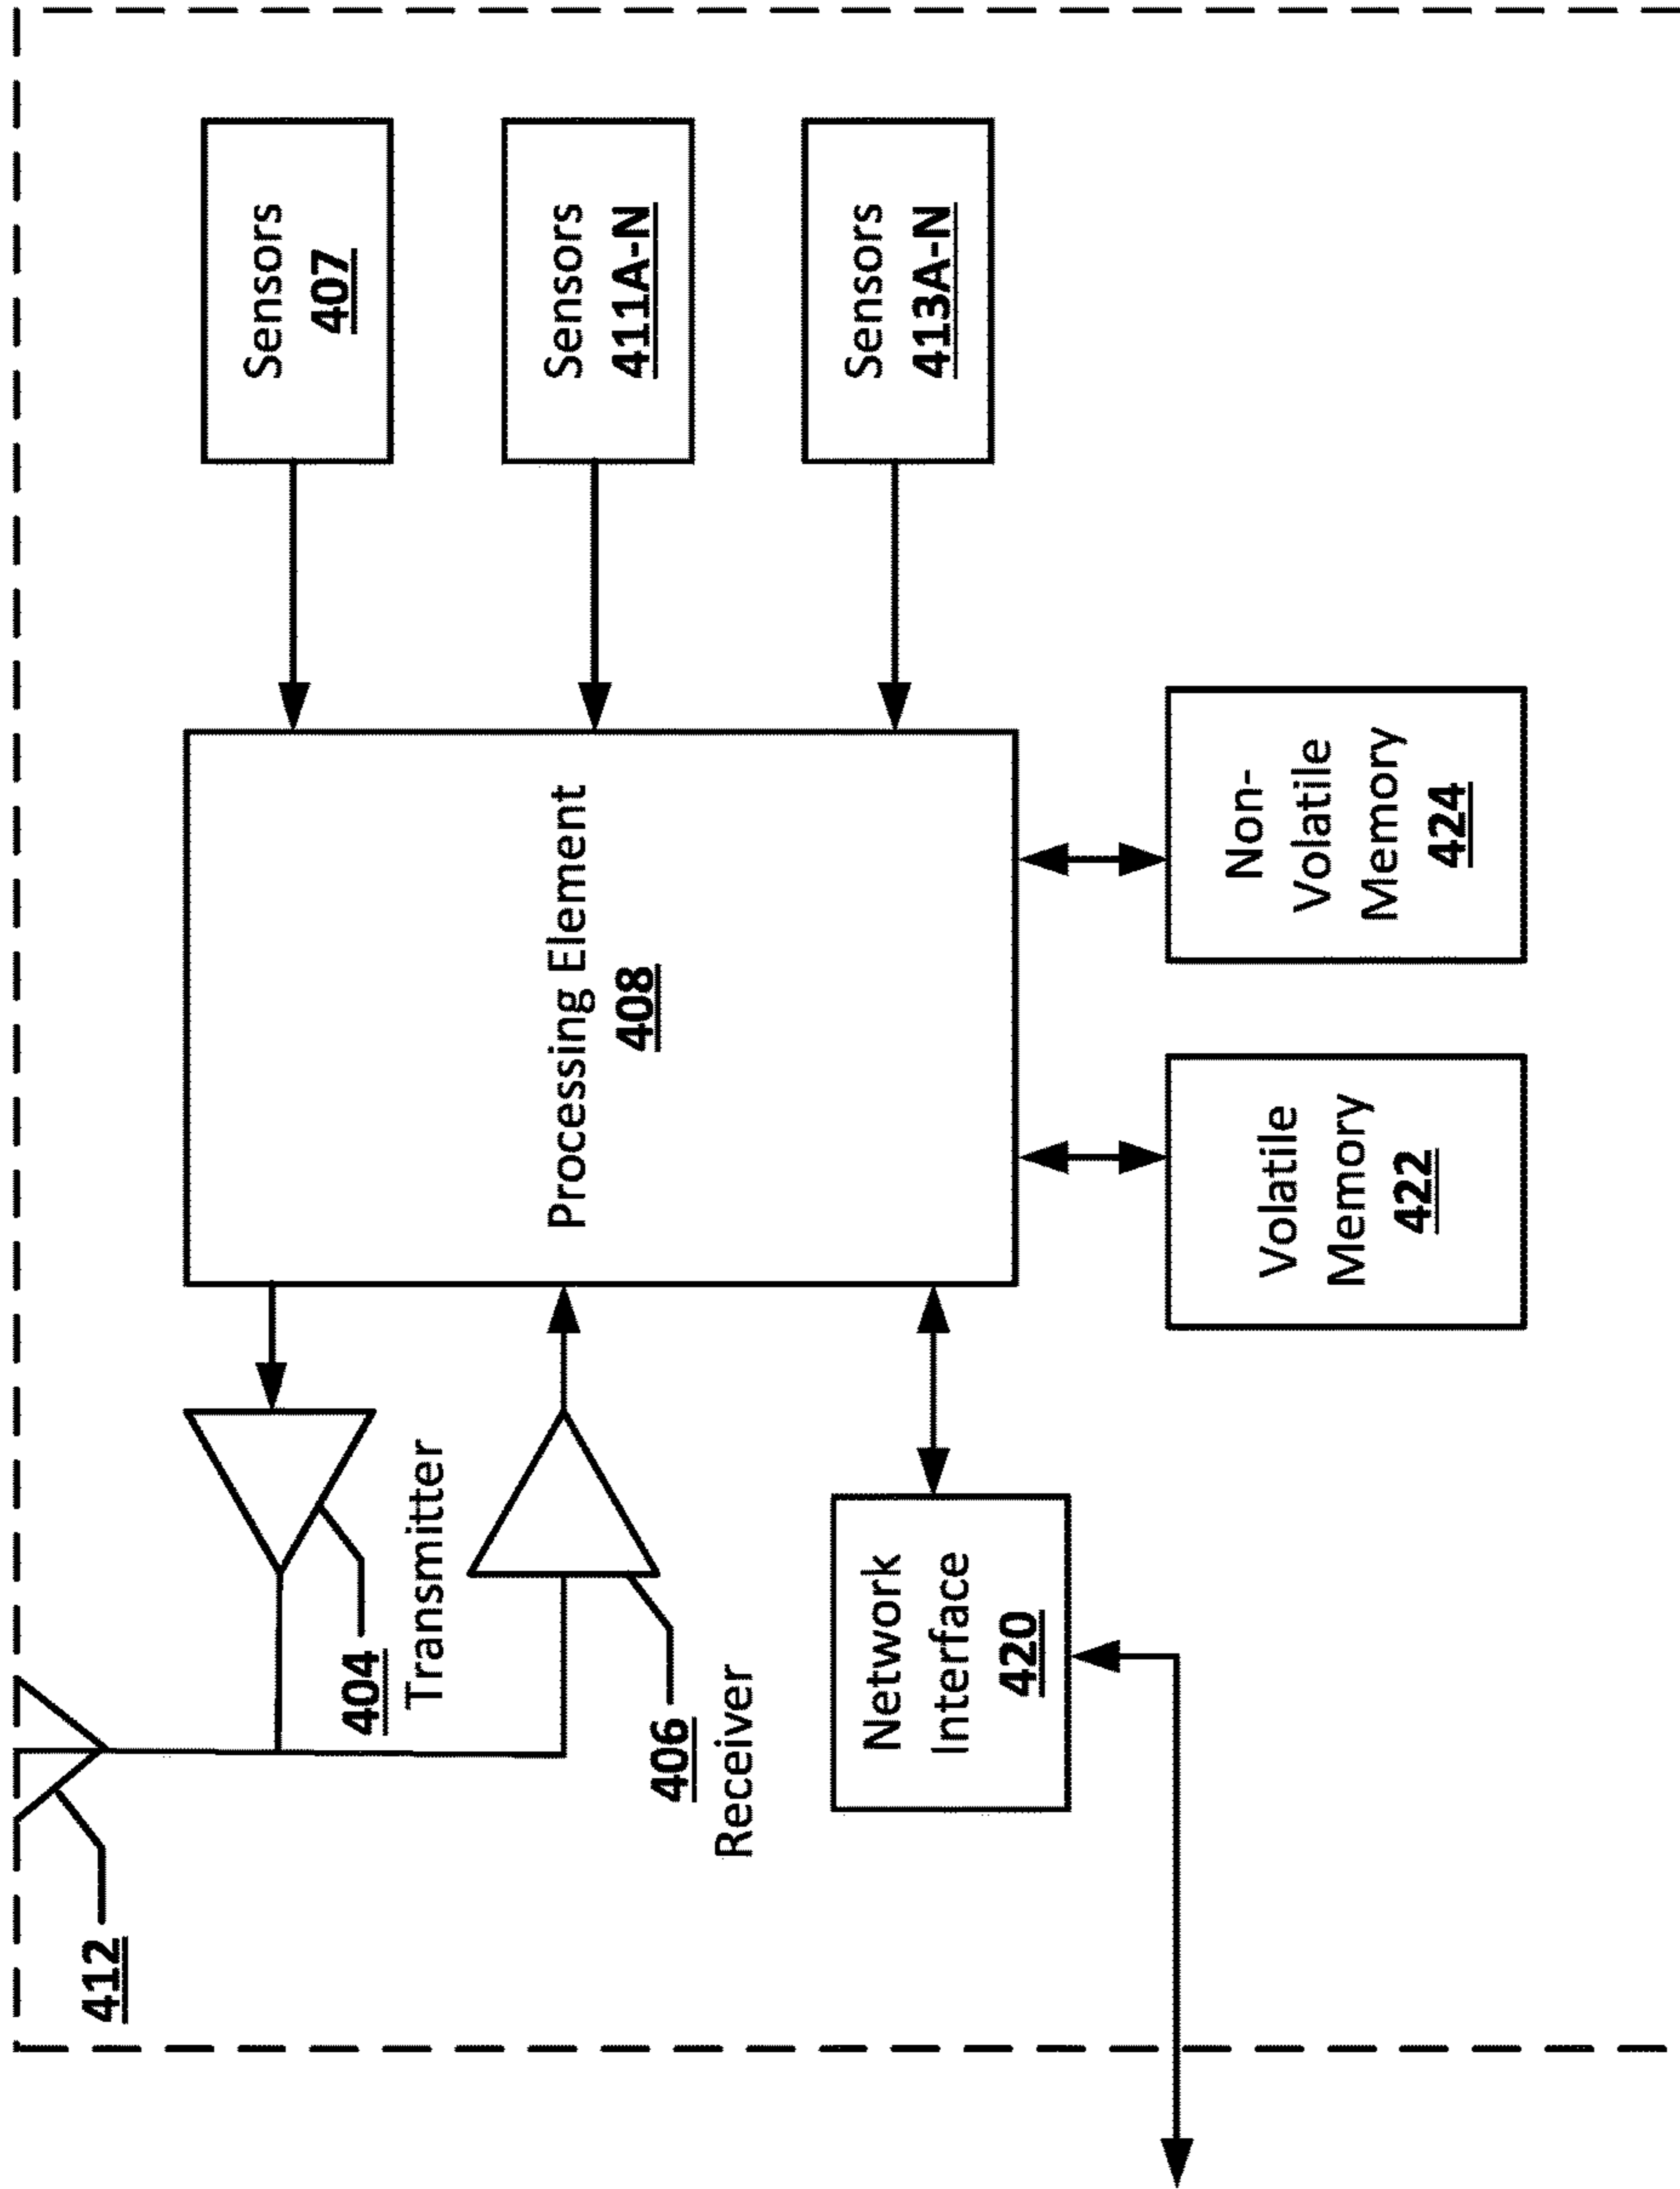 412
404
Transmitter
406
Receiver
Network
Interface
420
Processing Element
408
Volatile
Memory
422
Non-
Volatile
Memory
424
Sensors
407
Sensors
411A-N
Sensors
413A-N